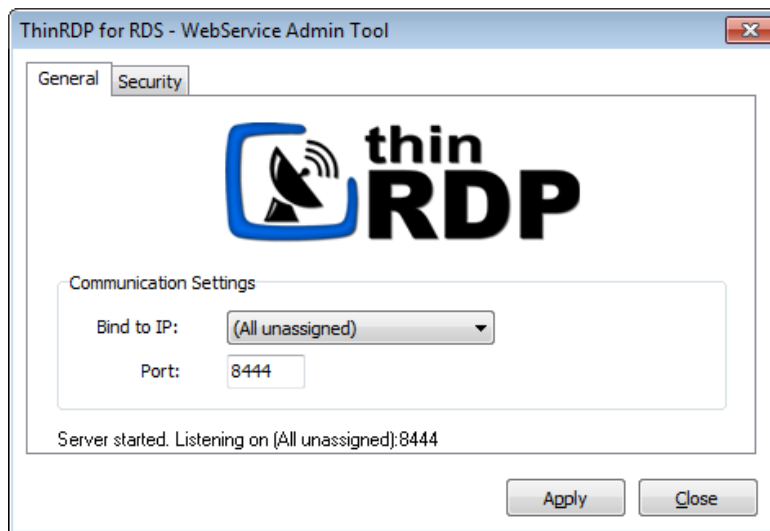 ThinRDP for RDS - WebService Admin Tool
General Security
thin
RDP
Communication Settings
Bind to IP: (All unassigned)
Port: 8444
Server started. Listening on (All unassigned):8444
Apply Close